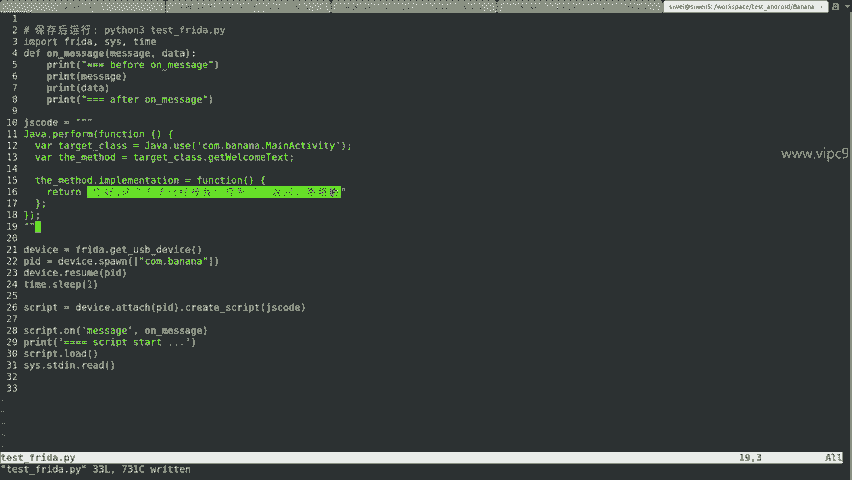 siwei@siwei5: /workspace/test_android/Banana
1
2 # 保存后运行: python3 test_frida.py
3 import frida, sys, time
4 def on_message(message, data):
5     print("=== before on_message")
6     print(message)
7     print(data)
8     print("=== after on_message")
9
10 jscode = """
11 Java.perform(function () {
12   var target_class = Java.use('com.banana.MainActivity');
13   var the_method = target_class.getWelcomeText;
14
www.vipc9
15   the_method.implementation = function() {
16     return "
17   };
18 });
19 """
20
21 device = frida.get_usb_device()
22 pid = device.spawn(["com.banana"])
23 device.resume(pid)
24 time.sleep(1)
25
26 script = device.attach(pid).create_script(jscode)
27
28 script.on('message', on_message)
29 print('==== script start ...')
30 script.load()
31 sys.stdin.read()
32
33
test_frida.py 19,3 All
"test_frida.py" 33L, 731C written